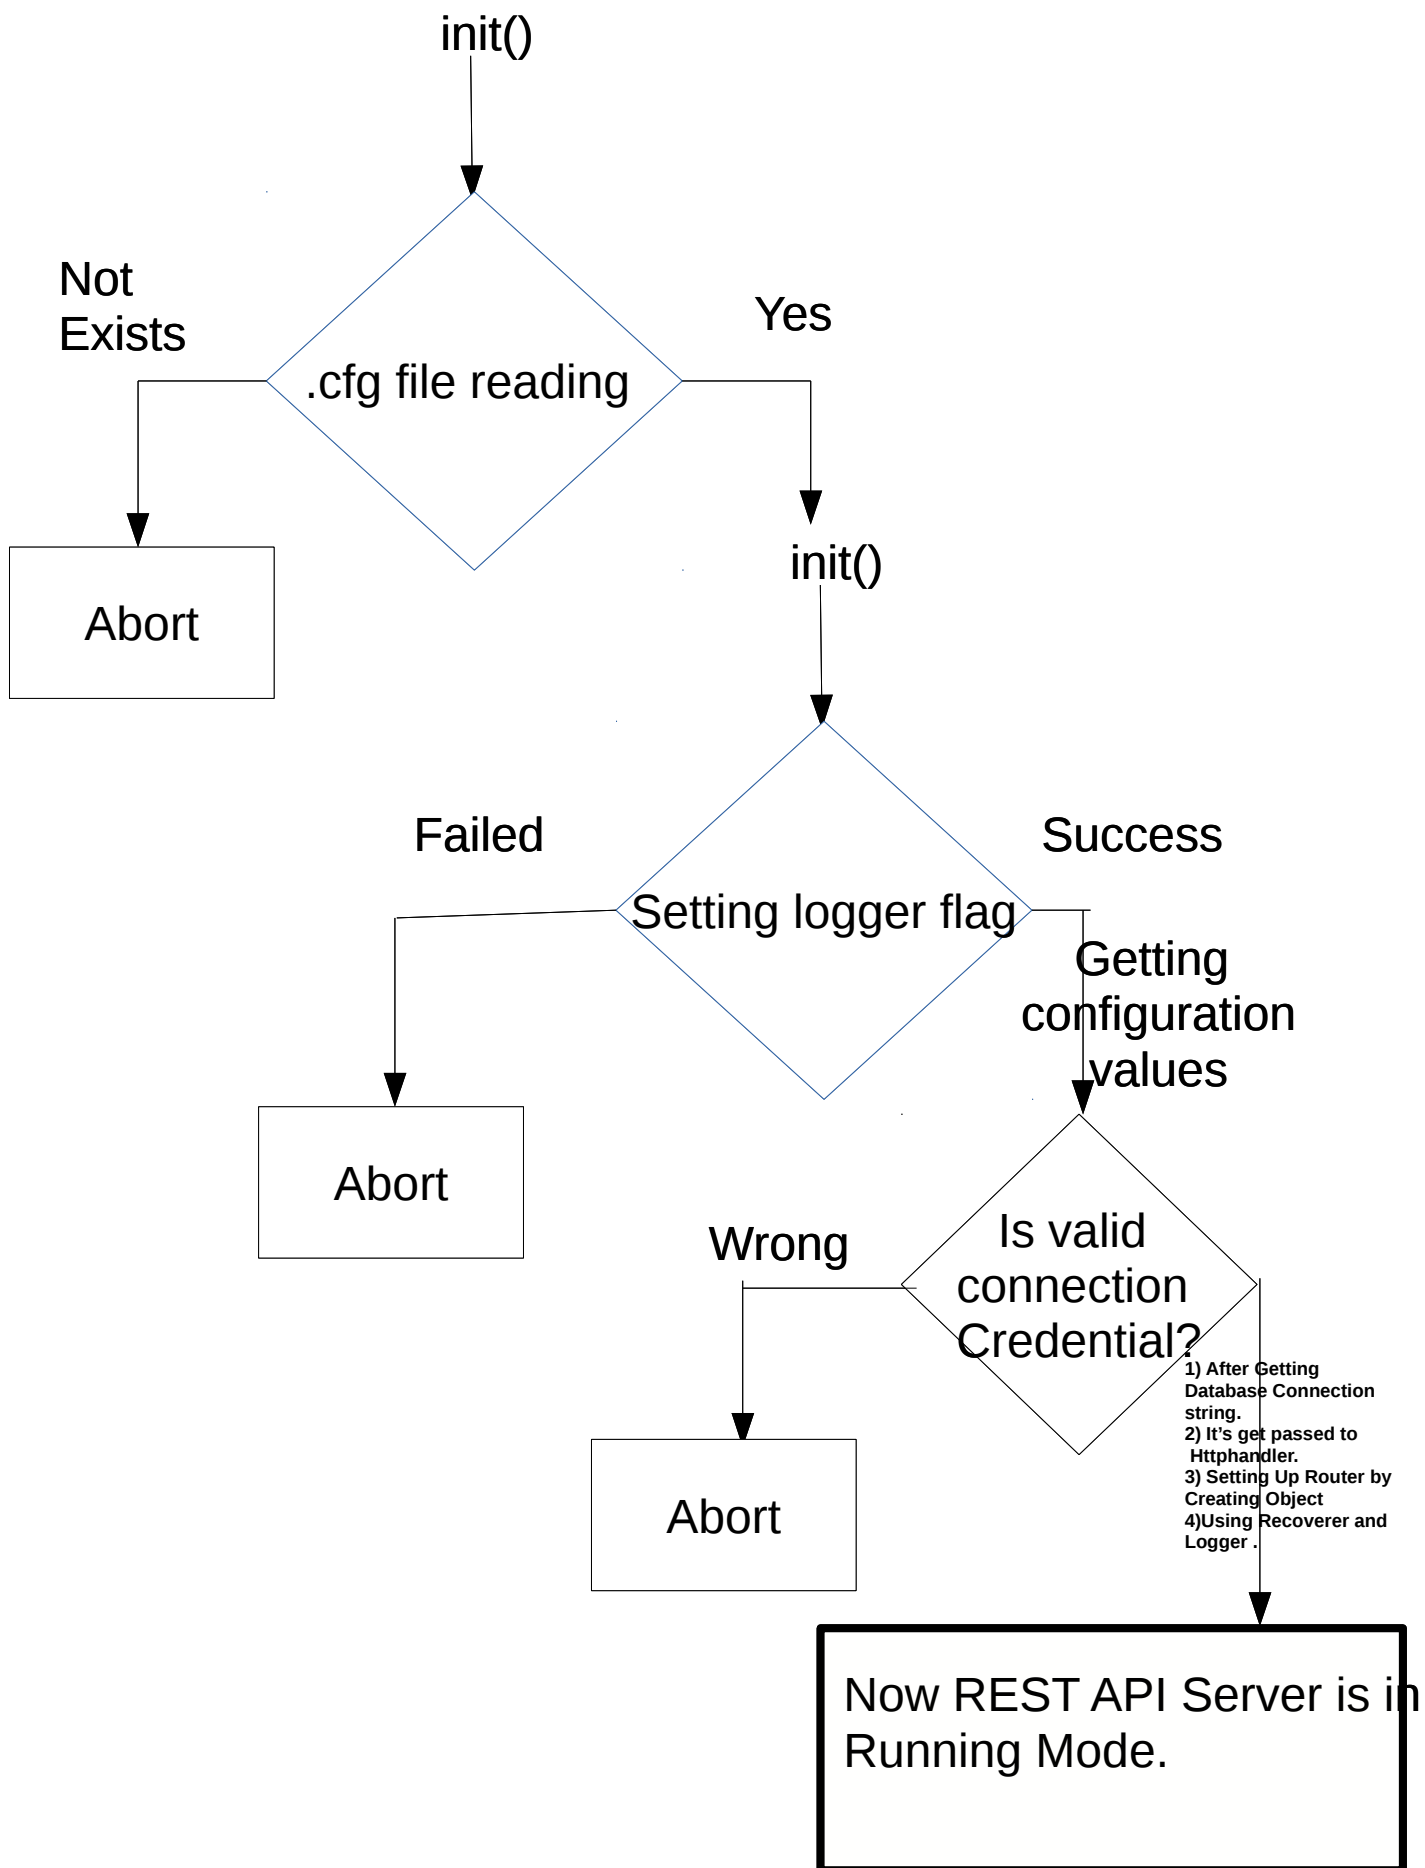 init()
Not
Exists
Yes
.cfg file reading
init()
Abort
Failed
Success
Setting logger flag
Getting
configuration
values
Abort
Wrong
Is valid
connection
Credential?
1) After Getting
Database Connection
string.
2) It’s get passed to
Httphandler.
3) Setting Up Router by
Creating Object
4)Using Recoverer and
Logger .
Abort
Now REST API Server is in
Running Mode.